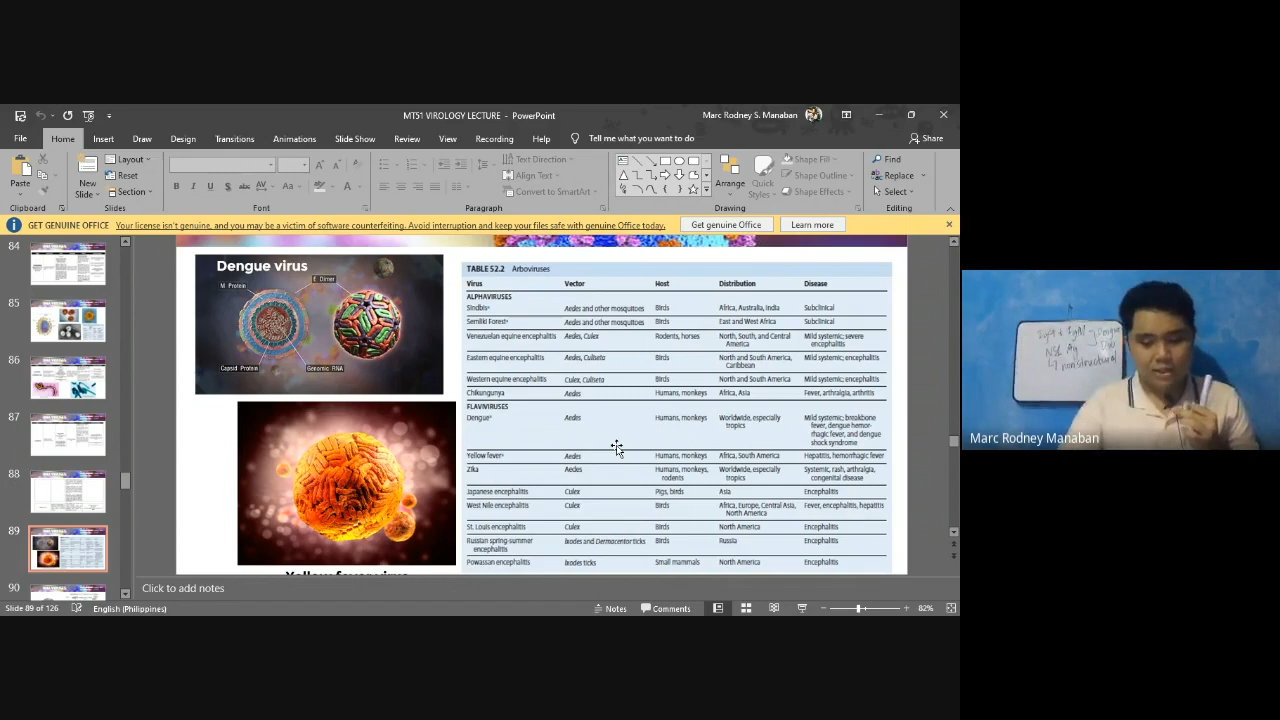 MT51 VIROLOGY LECTURE - PowerPoint
Marc Rodney S. Manaban
File Home Insert Draw Design Transitions Animations Slide Show Review View Recording Help Tell me what you want to do Share
Paste
Clipboard
New Slide
Layout
Reset
Section
Slides
B I U S abc AV Aa A
Font
Text Direction
Align Text
Convert to SmartArt
Paragraph
Arrange
Quick Styles
Shape Fill
Shape Outline
Shape Effects
Drawing
Find
Replace
Select
Editing
GET GENUINE OFFICE Your license isn't genuine, and you may be a victim of software counterfeiting. Avoid interruption and keep your files safe with genuine Office today. Get genuine Office Learn more
84
85
86
87
88
89
90
Dengue virus
M Protein
E Dimer
Capsid Protein
Genomic RNA
TABLE 52.2 Arboviruses
Virus Vector Host Distribution Disease
ALPHAVIRUSES
Sindbis Aedes and other mosquitoes Birds Africa, Australia, India Subclinical
Semliki Forest Aedes and other mosquitoes Birds East and West Africa Subclinical
Venezuelan equine encephalitis Aedes, Culex Rodents, horses North, South, and Central America Mild systemic; severe encephalitis
Eastern equine encephalitis Aedes, Culiseta Birds North and South America, Caribbean Mild systemic; encephalitis
Western equine encephalitis Culex, Culiseta Birds North and South America Mild systemic; encephalitis
Chikungunya Aedes Humans, monkeys Africa, Asia Fever, arthralgia, arthritis
FLAVIVIRUSES
Dengue Aedes Humans, monkeys Worldwide, especially tropics Mild systemic; breakbone fever, dengue hemorrhagic fever, and dengue shock syndrome
Yellow fever Aedes Humans, monkeys Africa, South America Hepatitis, hemorrhagic fever
Zika Aedes Humans, monkeys, rodents Worldwide, especially tropics Systemic, rash, arthralgia, congenital disease
Japanese encephalitis Culex Pigs, birds Asia Encephalitis
West Nile encephalitis Culex Birds Africa, Europe, Central Asia, North America Fever, encephalitis, hepatitis
St. Louis encephalitis Culex Birds North America Encephalitis
Russian spring-summer encephalitis Ixodes and Dermacentor ticks Birds Russia Encephalitis
Powassan encephalitis Ixodes ticks Small mammals North America Encephalitis
Yellow fever virus
Click to add notes
Slide 89 of 126 English (Philippines) Notes Comments 82%
Dengue
NS1 Ag
1-7 nonstructural
Marc Rodney Manaban